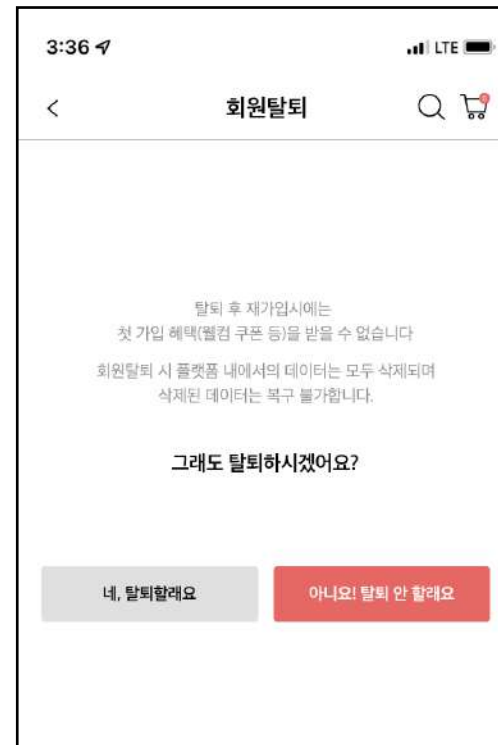 3:36
LTE
회원탈퇴
0
탈퇴 후 재가입시에는
첫 가입 혜택(웰컴 쿠폰 등)을 받을 수 없습니다
회원탈퇴 시 플랫폼 내에서의 데이터는 모두 삭제되며
삭제된 데이터는 복구 불가합니다.
그래도 탈퇴하시겠어요?
네, 탈퇴할래요
아니요! 탈퇴 안 할래요